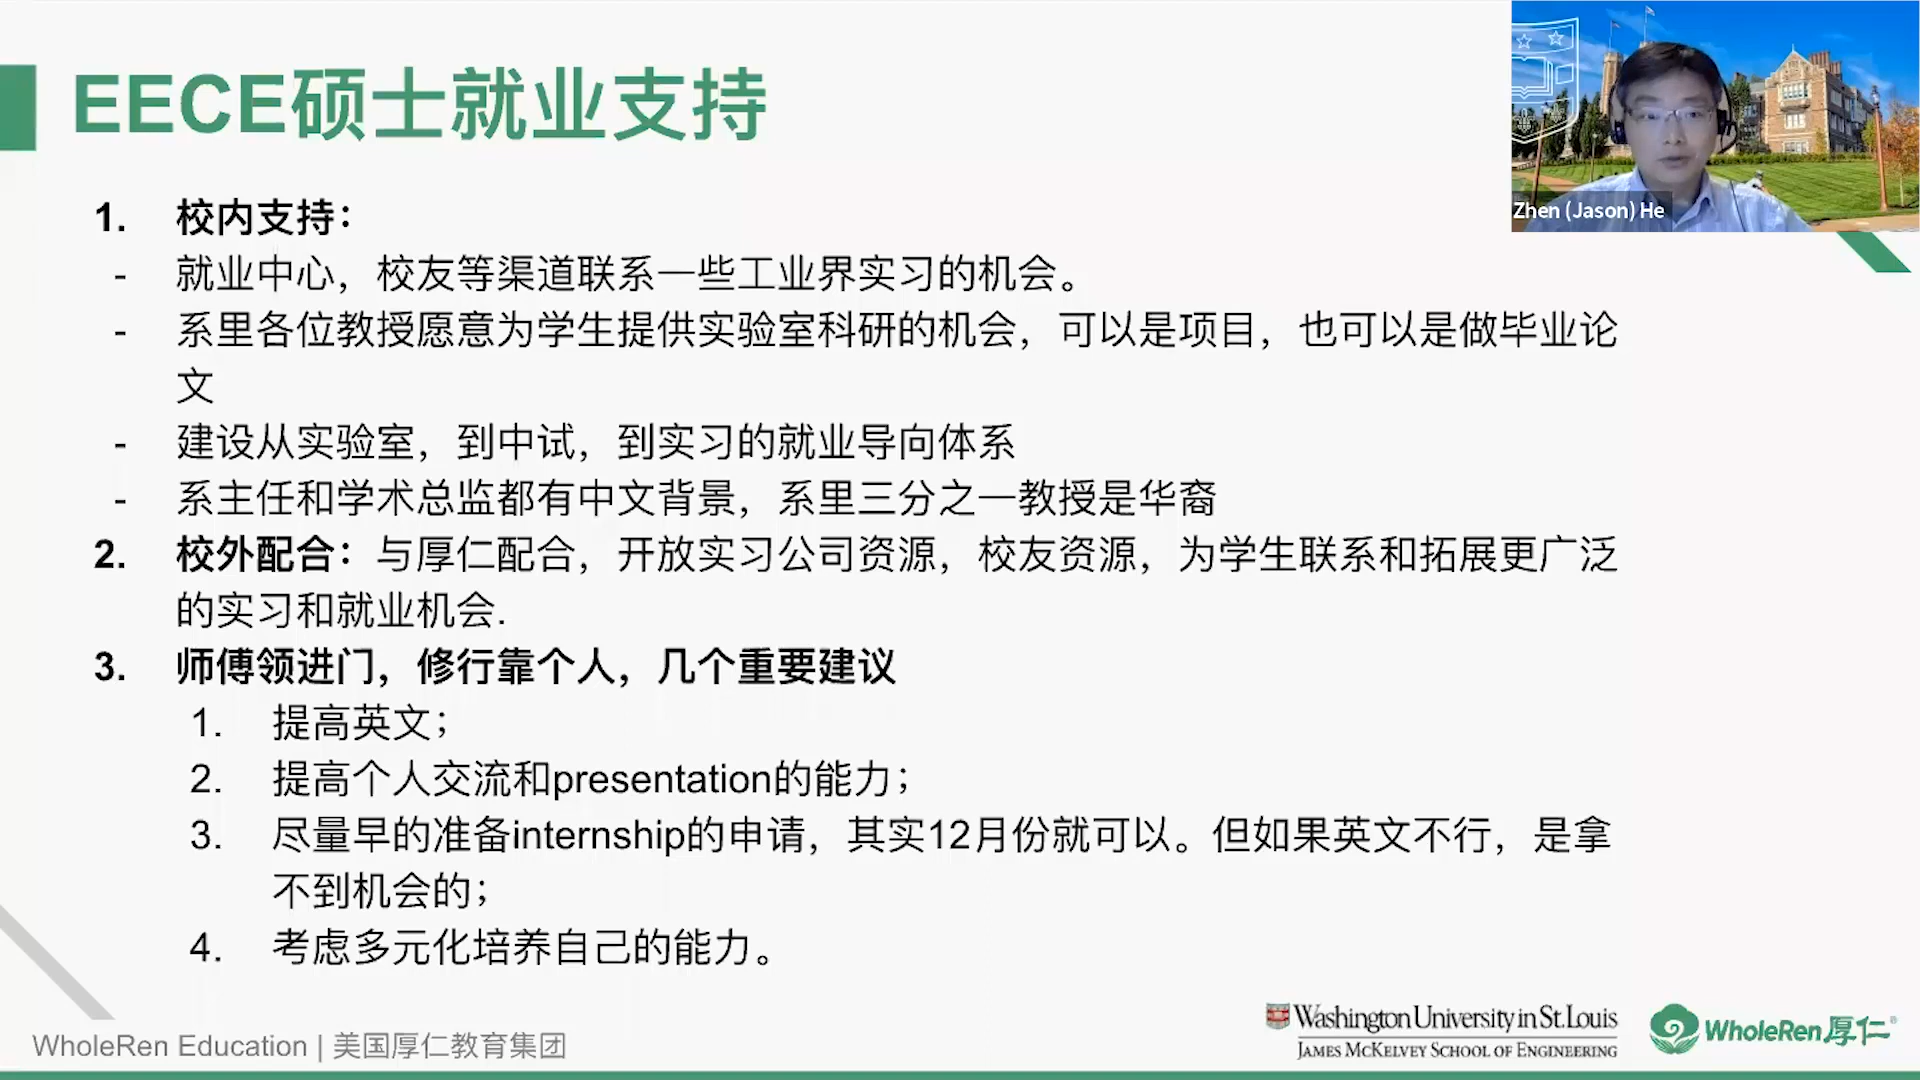 EECE硕士就业支持
Zhen (Jason) He
1. 校内支持：
- 就业中心，校友等渠道联系一些工业界实习的机会。
- 系里各位教授愿意为学生提供实验室科研的机会，可以是项目，也可以是做毕业论
文
- 建设从实验室，到中试，到实习的就业导向体系
- 系主任和学术总监都有中文背景，系里三分之一教授是华裔
2. 校外配合：与厚仁配合，开放实习公司资源，校友资源，为学生联系和拓展更广泛
的实习和就业机会.
3. 师傅领进门，修行靠个人，几个重要建议
1. 提高英文；
2. 提高个人交流和presentation的能力；
3. 尽量早的准备internship的申请，其实12月份就可以。但如果英文不行，是拿
不到机会的；
4. 考虑多元化培养自己的能力。
WholeRen Education | 美国厚仁教育集团
Washington University in St. Louis
JAMES MCKELVEY SCHOOL OF ENGINEERING
WholeRen厚仁®